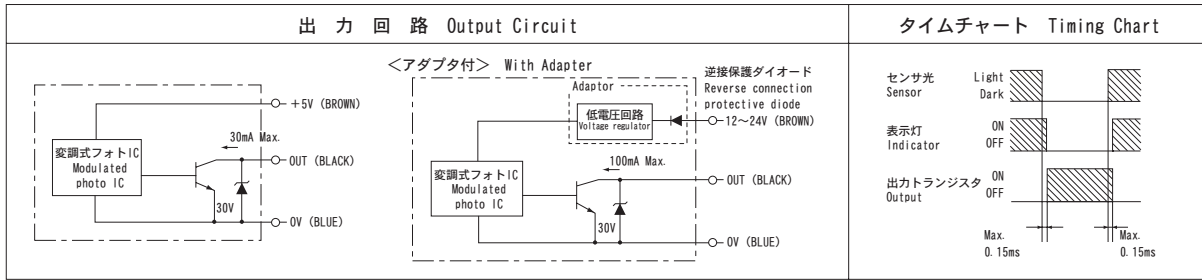 出 力 回 路 Output Circuit
タイムチャート Timing Chart
+5V (BROWN)
30mA Max.
変調式フォトIC
Modulated
photo IC
OUT (BLACK)
30V
0V (BLUE)
<アダプタ付> With Adapter
逆接保護ダイオード
Reverse connection
protective diode
Adaptor
低電圧回路
Voltage regulator
12～24V (BROWN)
100mA Max.
変調式フォトIC
Modulated
photo IC
OUT (BLACK)
30V
0V (BLUE)
センサ光 Light
Sensor Dark
表示灯 ON
Indicator OFF
出力トランジスタ ON
Output OFF
Max. Max.
0.15ms 0.15ms